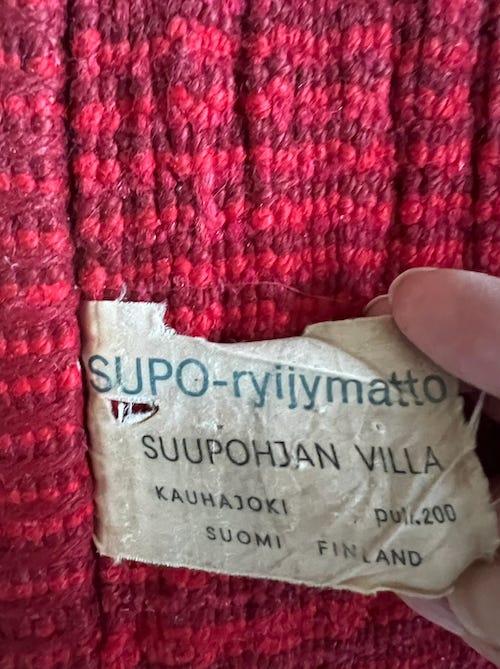 SUPO-ryijymatto
SUUPOHJAN VILLA
KAUHAJOKI puh.200
SUOMI FINLAND